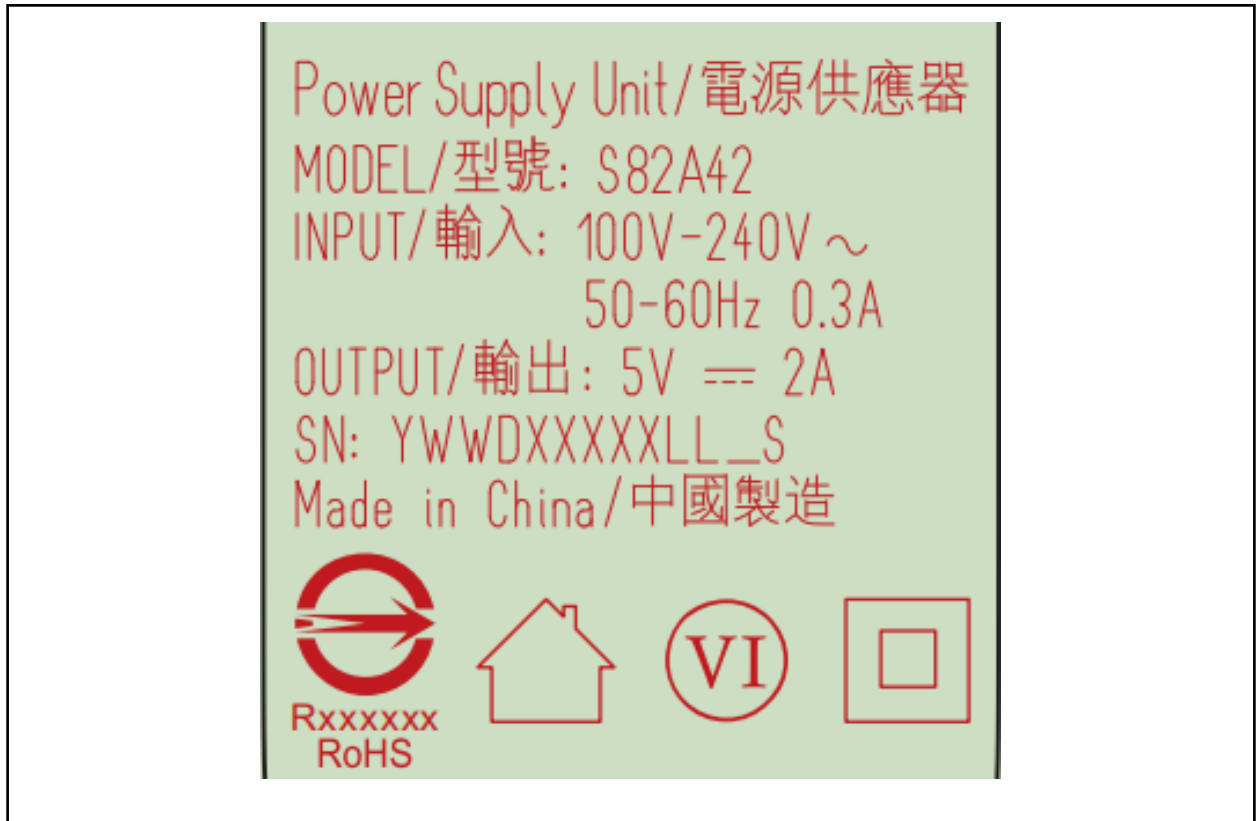 Power Supply Unit/電源供應器
MODEL/型號: S82A42
INPUT/輸入: 100V-240V ~
50-60Hz 0.3A
OUTPUT/輸出: 5V ⎓ 2A
SN: YWWDXXXXXLL_S
Made in China/中國製造
VI
Rxxxxxx
RoHS